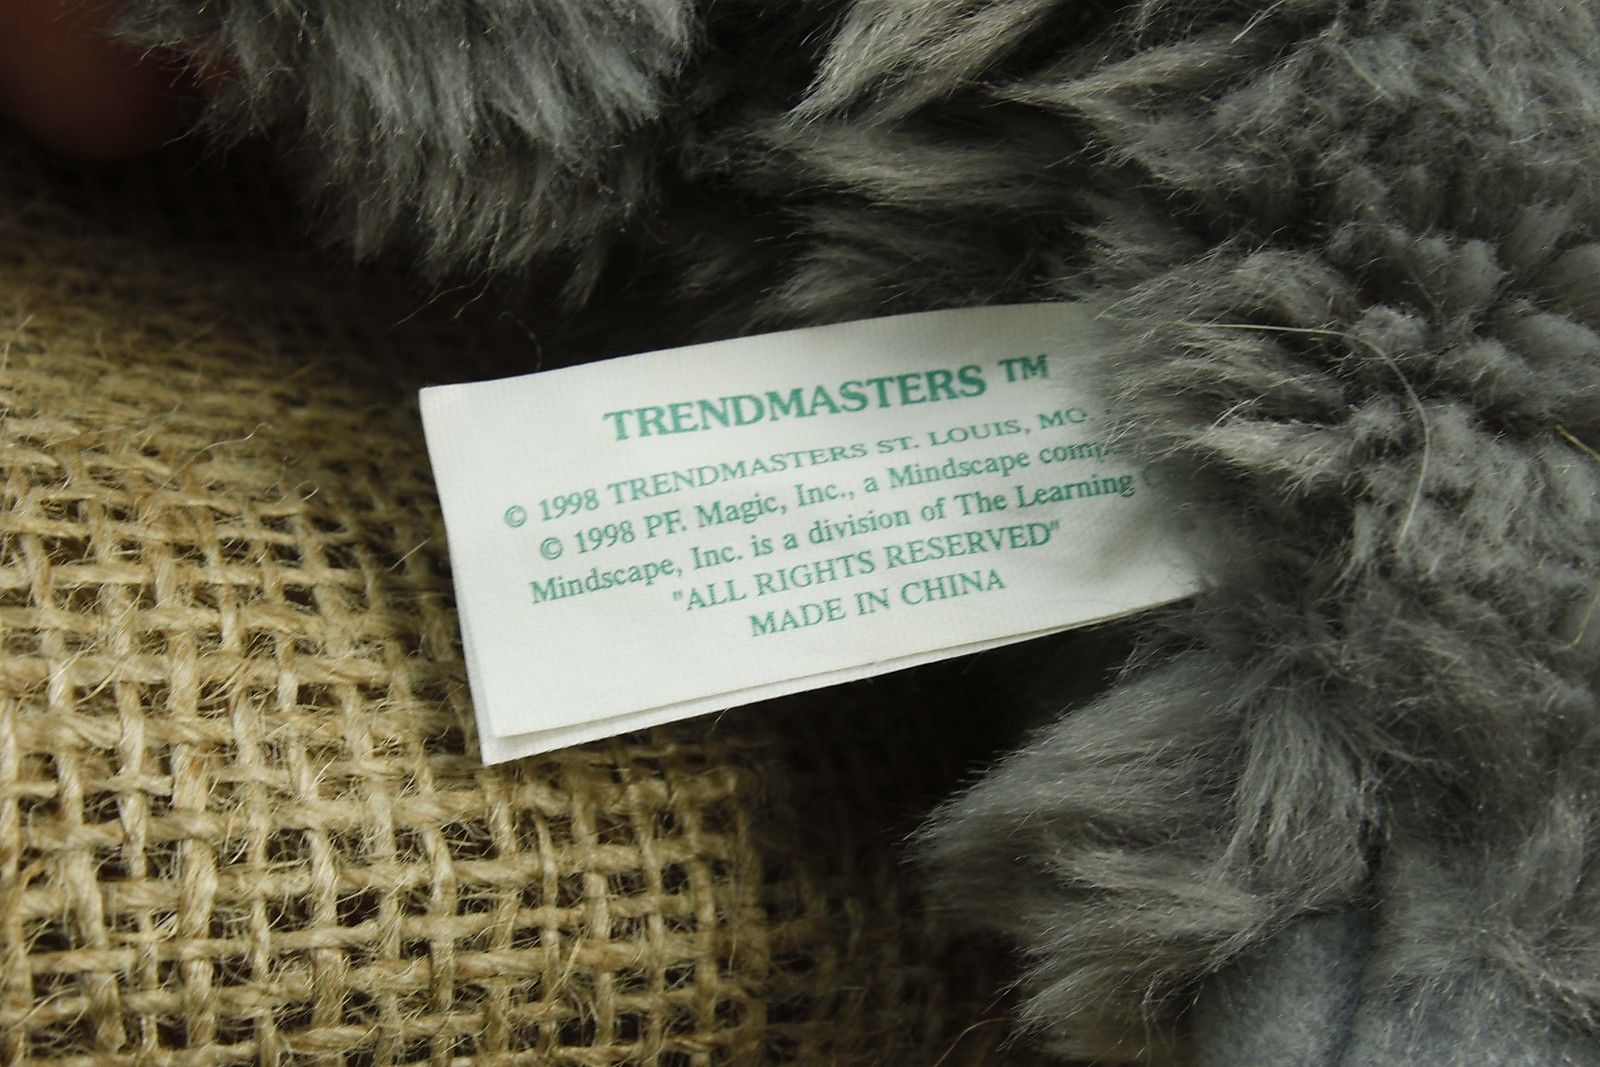 TRENDMASTERS ™
© 1998 TRENDMASTERS ST. LOUIS, MO.
© 1998 PF. Magic, Inc., a Mindscape
Mindscape, Inc. is a division of The Learning
"ALL RIGHTS RESERVED"
MADE IN CHINA